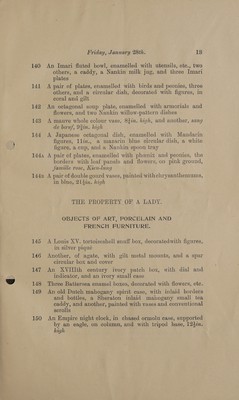 Friday, January 28th. 13
140 An Imari fluted bowl, enamelled with utensils, etc., two
others, a caddy, a Nankin milk jug, and three Imari
plates
141 A pair of plates, enamelled with birds and peonies, three
others, and a circular dish, decorated with figures, in
coral and gilt
142 An octagonal soup plate, enamelled with armorials and
flowers, and two Nankin willow-pattern dishes
143 A mauve whole colour vase, 8¾in. high, and another, sang
de bœuf, 9¾in. high
144 A Japanese octagonal dish, enamelled with Mandarin
figures, 11in., a mazarin blue circular dish, a white
figure, a cup, and a Nankin spoon tray
144A A pair of plates, enamelled with phœnix and peonies, the
borders with leaf panels and flowers, on pink ground,
famille rose, Kien-lung
144B A pair of double gourd vases, painted with chrysanthemums,
in blue, 21½in. high
THE PROPERTY OF A LADY.
OBJECTS OF ART, PORCELAIN AND
FRENCH FURNITURE.
145 A Louis XV. tortoiseshell snuff box, decorated with figures,
in silver piqué
146 Another, of agate, with gilt metal mounts, and a spar
circular box and cover
147 An XVIIIth century ivory patch box, with dial and
indicator, and an ivory small case
148 Three Battersea enamel boxes, decorated with flowers, etc.
149 An old Dutch mahogany spirit case, with inlaid borders
and bottles, a Sheraton inlaid mahogany small tea
caddy, and another, painted with vases and conventional
scrolls
150 An Empire night clock, in chased ormolu case, supported
by an eagle, on column, and with tripod base, 12½in.
high